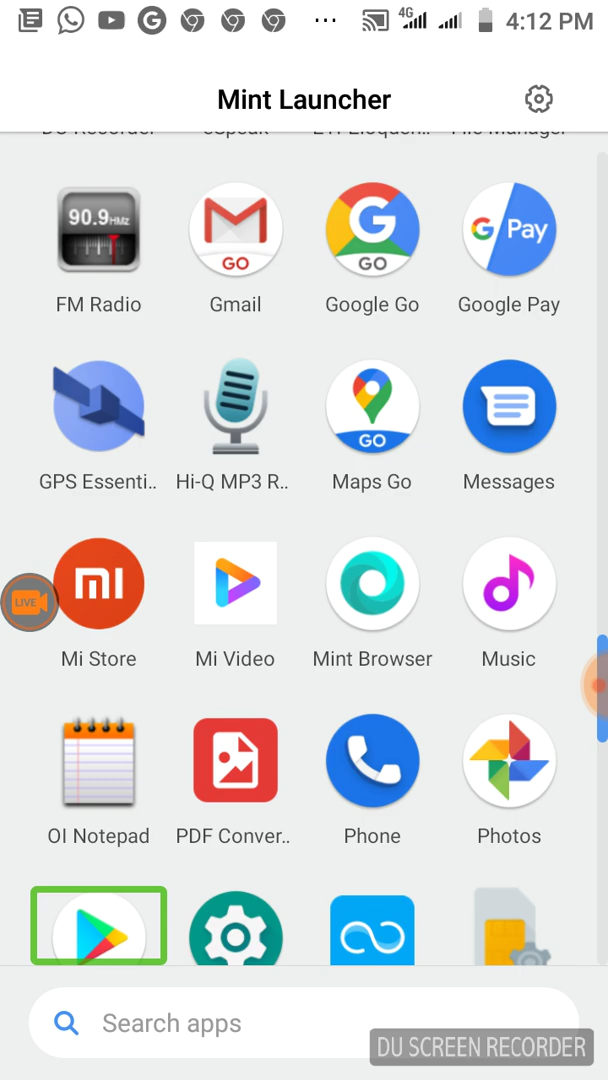 4G 4:12 PM
Mint Launcher
90.9HMz
GO
GO
G Pay
FM Radio Gmail Google Go Google Pay
GO
GPS Essenti.. Hi-Q MP3 R.. Maps Go Messages
LIVE
Mi Store Mi Video Mint Browser Music
OI Notepad PDF Conver.. Phone Photos
Search apps
DU SCREEN RECORDER